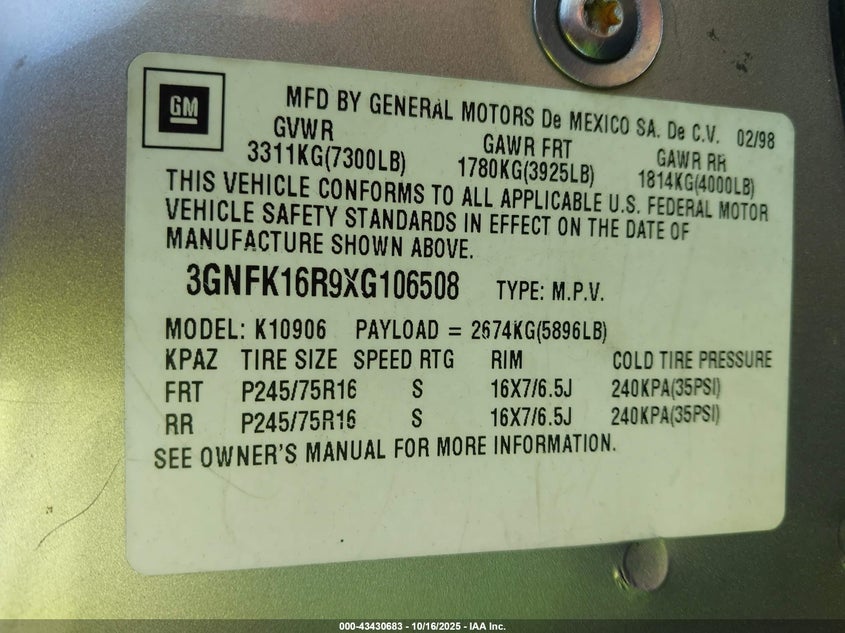 GM
MFD BY GENERAL MOTORS De MEXICO SA. De C.V. 02/98
GVWR GAWR FRT GAWR RR
3311KG(7300LB) 1780KG(3925LB) 1814KG(4000LB)
THIS VEHICLE CONFORMS TO ALL APPLICABLE U.S. FEDERAL MOTOR
VEHICLE SAFETY STANDARDS IN EFFECT ON THE DATE OF
MANUFACTURE SHOWN ABOVE.
3GNFK16R9XG106508 TYPE: M.P.V.
MODEL: K10906 PAYLOAD = 2674KG(5896LB)
KPAZ TIRE SIZE SPEED RTG RIM COLD TIRE PRESSURE
FRT P245/75R16 S 16X7/6.5J 240KPA(35PSI)
RR P245/75R16 S 16X7/6.5J 240KPA(35PSI)
SEE OWNER'S MANUAL FOR MORE INFORMATION.
000-43430683 - 10/16/2025 - IAA Inc.